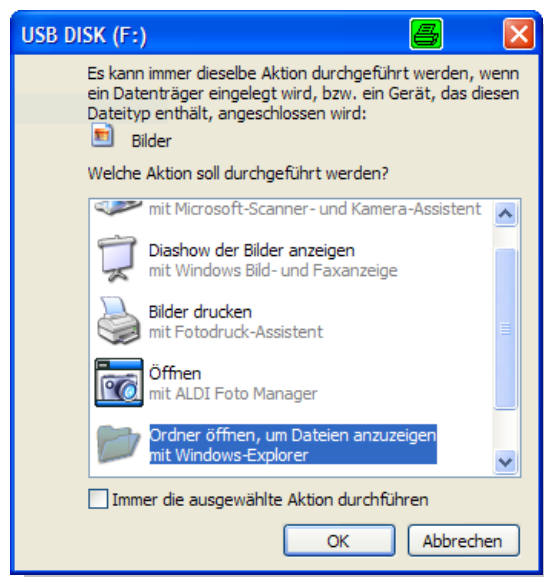 USB DISK (F:)
Es kann immer dieselbe Aktion durchgeführt werden, wenn
ein Datenträger eingelegt wird, bzw. ein Gerät, das diesen
Dateityp enthält, angeschlossen wird:
Bilder
Welche Aktion soll durchgeführt werden?
mit Microsoft-Scanner- und Kamera-Assistent
Diashow der Bilder anzeigen
mit Windows Bild- und Faxanzeige
Bilder drucken
mit Fotodruck-Assistent
Öffnen
mit ALDI Foto Manager
Ordner öffnen, um Dateien anzuzeigen
mit Windows-Explorer
Immer die ausgewählte Aktion durchführen
OK
Abbrechen